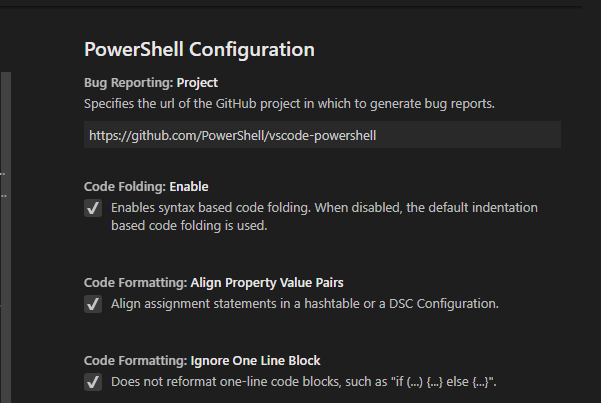 PowerShell Configuration
Bug Reporting: Project
Specifies the url of the GitHub project in which to generate bug reports.
https://github.com/PowerShell/vscode-powershell
Code Folding: Enable
Enables syntax based code folding. When disabled, the default indentation
based code folding is used.
Code Formatting: Align Property Value Pairs
Align assignment statements in a hashtable or a DSC Configuration.
Code Formatting: Ignore One Line Block
Does not reformat one-line code blocks, such as "if (...) {...} else {...}".